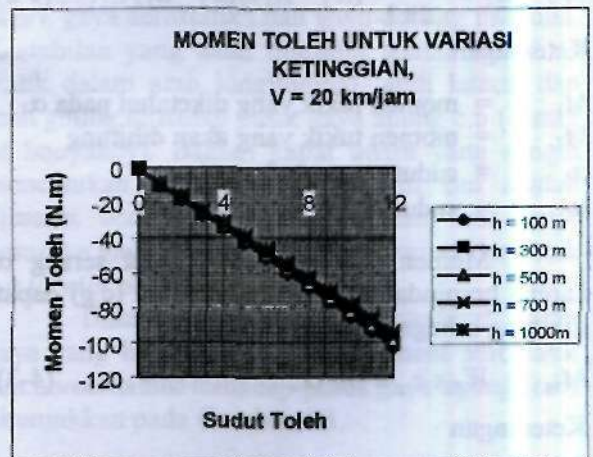 MOMEN TOLEH UNTUK VARIASI
KETINGGIAN,
V = 20 km/jam
Momen Toleh (N.m)
0
-20
-40
-60
-80
-100
-120
0
4
8
12
h = 100 m
h = 300 m
h = 500 m
h = 700 m
h = 1000m
Sudut Toleh